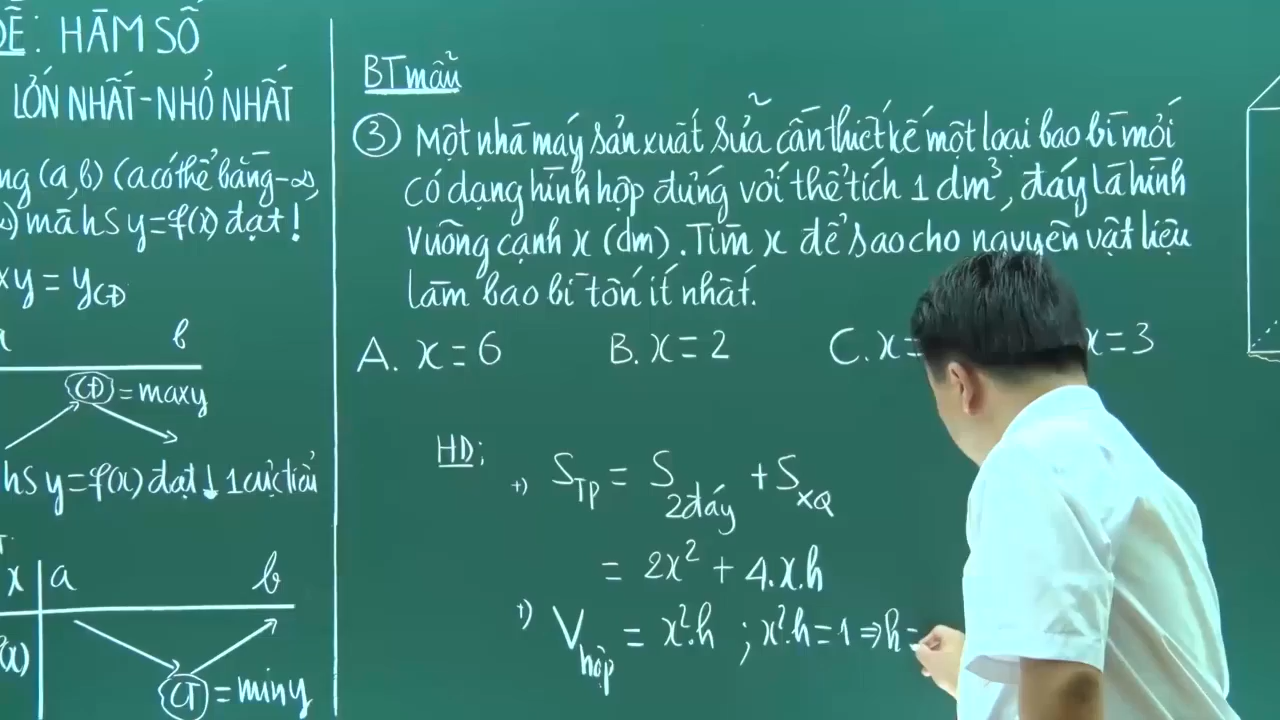 ĐỀ: HÀM SỐ
LỚN NHẤT - NHỎ NHẤT
ng (a,b) (a có thể bằng -∞,
) mà hs y = f(x) đạt !
xy = yCĐ
b
CĐ = max y
hs y = f(x) đạt 1 cực tiểu
x a b
(x)
CT = min y
BT mẫu
③ Một nhà máy sản xuất sữa cần thiết kế một loại bao bì mới
có dạng hình hộp đứng với thể tích 1 dm³, đáy là hình
vuông cạnh x (dm). Tìm x để sao cho nguyên vật liệu
làm bao bì tốn ít nhất.
A. x = 6 B. x = 2 C. x = x = 3
HD:
+) STP = S2đáy + SXQ
= 2x² + 4.x.h
+) Vhộp = x².h ; x².h = 1 ⇒ h =